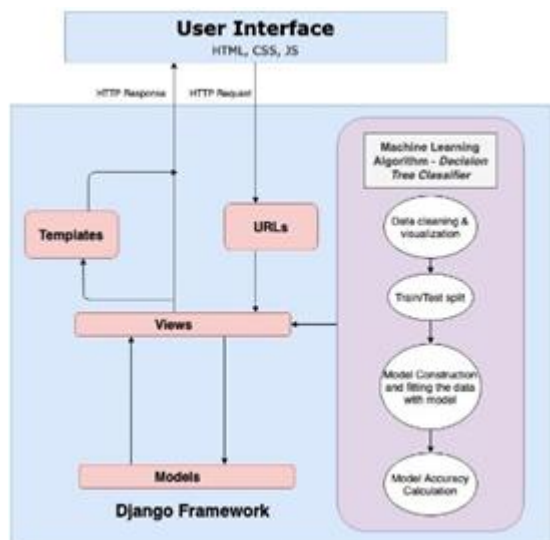 User Interface
HTML, CSS, JS
HTTP Response
HTTP Request
Machine Learning
Algorithm - Decision
Tree Classifier
Data cleaning &
visualization
Templates
URLs
Train/Test split
Views
Model Construction
and fitting the data
with model
Models
Model Accuracy
Calculation
Django Framework